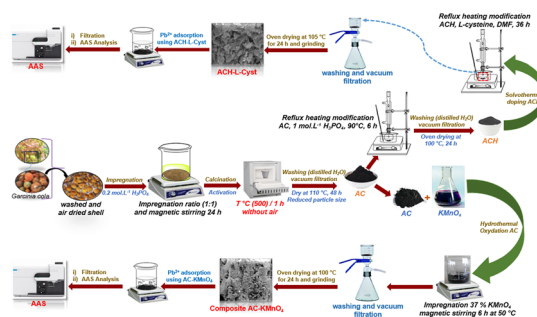 i) Filtration
ii) AAS Analysis
AAS
Pb²⁺ adsorption
using ACH-L-Cyst
ACH-L-Cyst
Oven drying at 105 °C
for 24 h and grinding
washing and vacuum
filtration
Reflux heating modification
ACH, L-cysteine, DMF, 36 h
Solvothermal
doping ACH
Reflux heating modification
AC, 1 mol.L⁻¹ H₃PO₄, 90°C, 6 h
Washing (distilled H₂O)
vacuum filtration
Oven drying at
100 °C, 24 h
ACH
Garcinia cola
washed and
air dried shell
Impregnation
0.2 mol.L⁻¹ H₃PO₄
Impregnation ratio (1:1)
and magnetic stirring 24 h
Calcination
Activation
T °C (500) / 1 h
without air
Washing (distilled H₂O)
vacuum filtration
Dry at 110 °C, 48 h
Reduced particle size
AC
AC
+
KMnO₄
Hydrothermal
Oxydation AC
i) Filtration
ii) AAS Analysis
AAS
Pb²⁺ adsorption
using AC-KMnO₄
Composite AC-KMnO₄
Oven drying at 100 °C
for 24 h and grinding
washing and vacuum
filtration
Impregnation 37 % KMnO₄
magnetic stirring 6 h at 50 °C